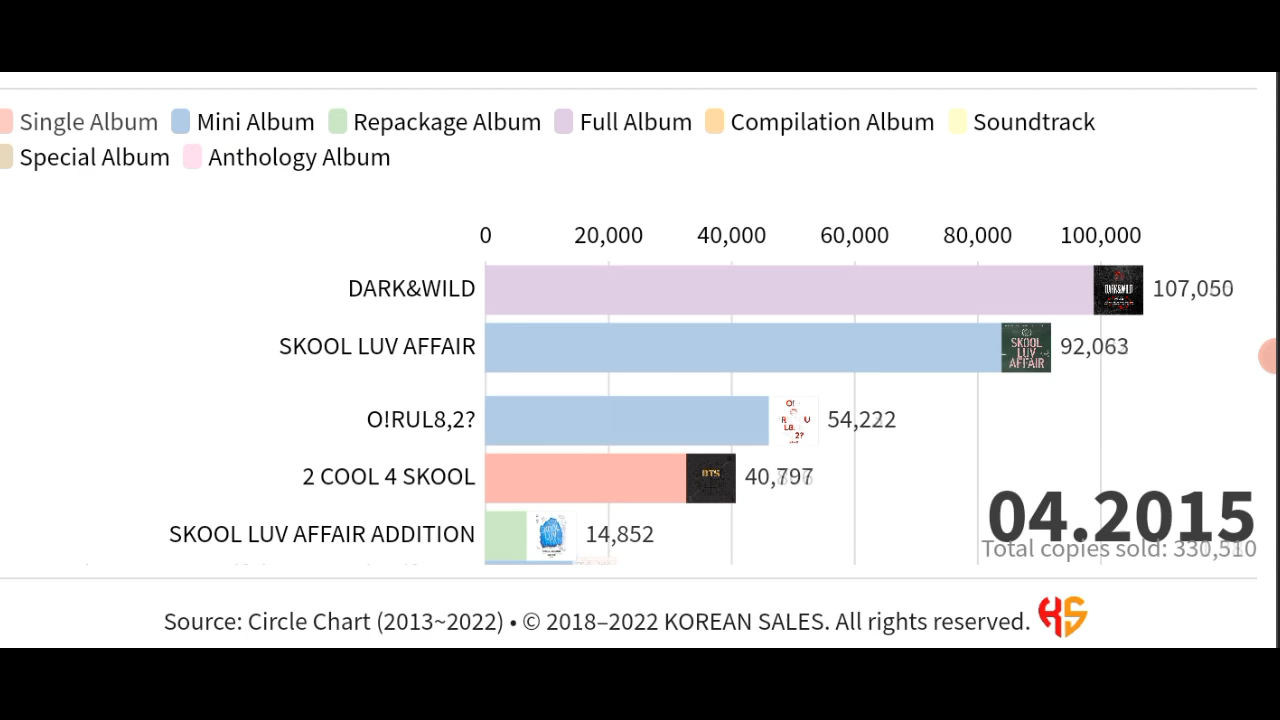 Single Album Mini Album Repackage Album Full Album Compilation Album Soundtrack
Special Album Anthology Album
0 20,000 40,000 60,000 80,000 100,000
DARK&WILD 107,050
SKOOL LUV AFFAIR 92,063
O!RUL8,2? 54,222
2 COOL 4 SKOOL 40,797
SKOOL LUV AFFAIR ADDITION 14,852
04.2015
Total copies sold: 330,510
Source: Circle Chart (2013~2022) • © 2018–2022 KOREAN SALES. All rights reserved.